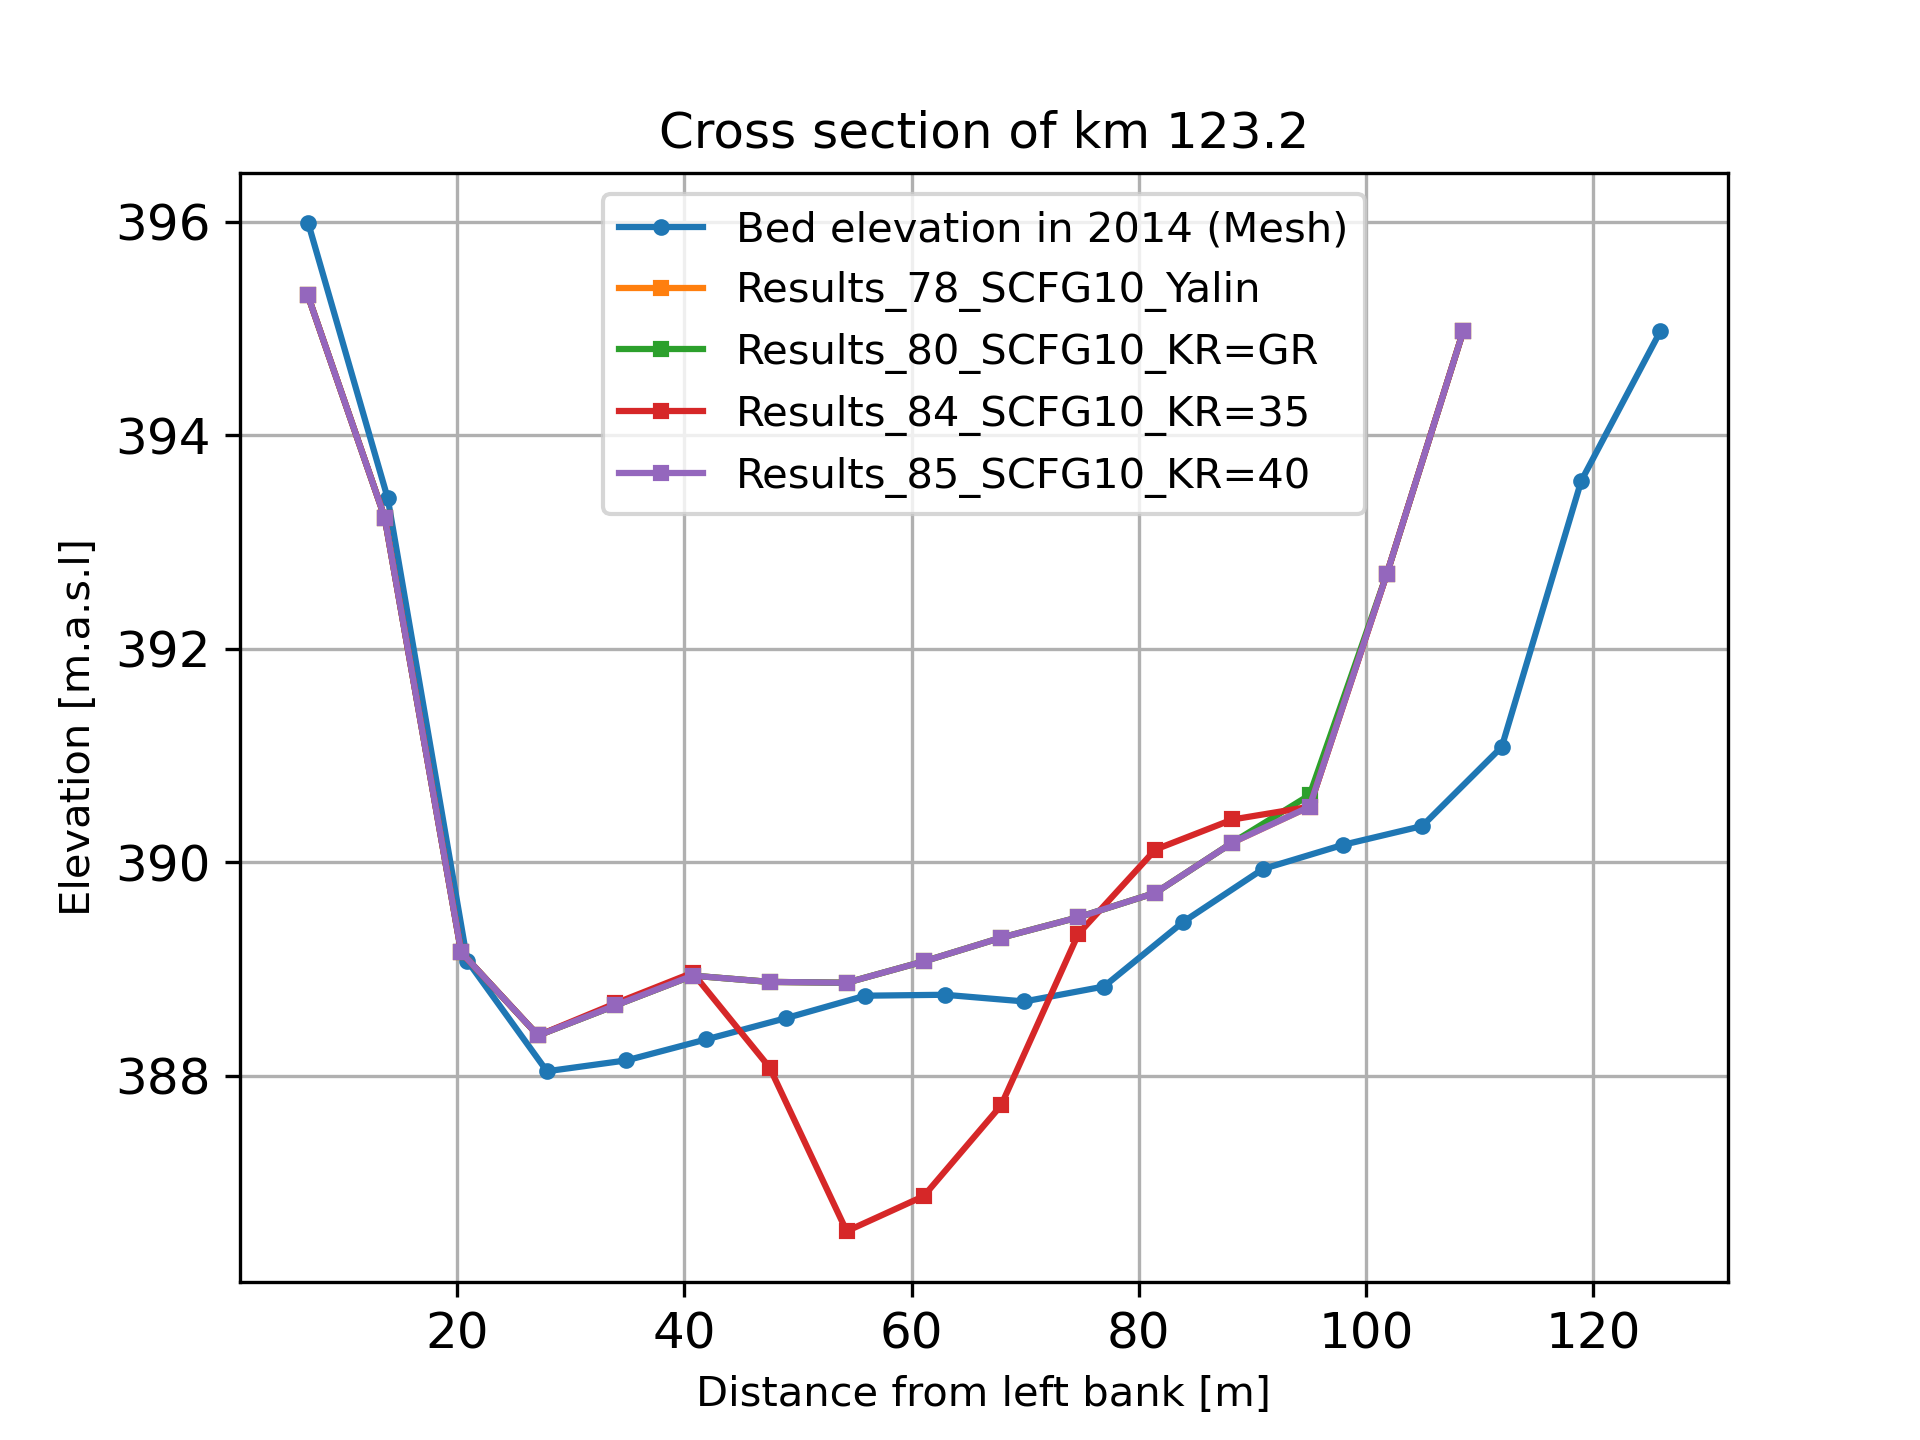 Cross section of km 123.2
396
394
392
390
388
Elevation [m.a.s.l]
Bed elevation in 2014 (Mesh)
Results_78_SCFG10_Yalin
Results_80_SCFG10_KR=GR
Results_84_SCFG10_KR=35
Results_85_SCFG10_KR=40
20 40 60 80 100 120
Distance from left bank [m]